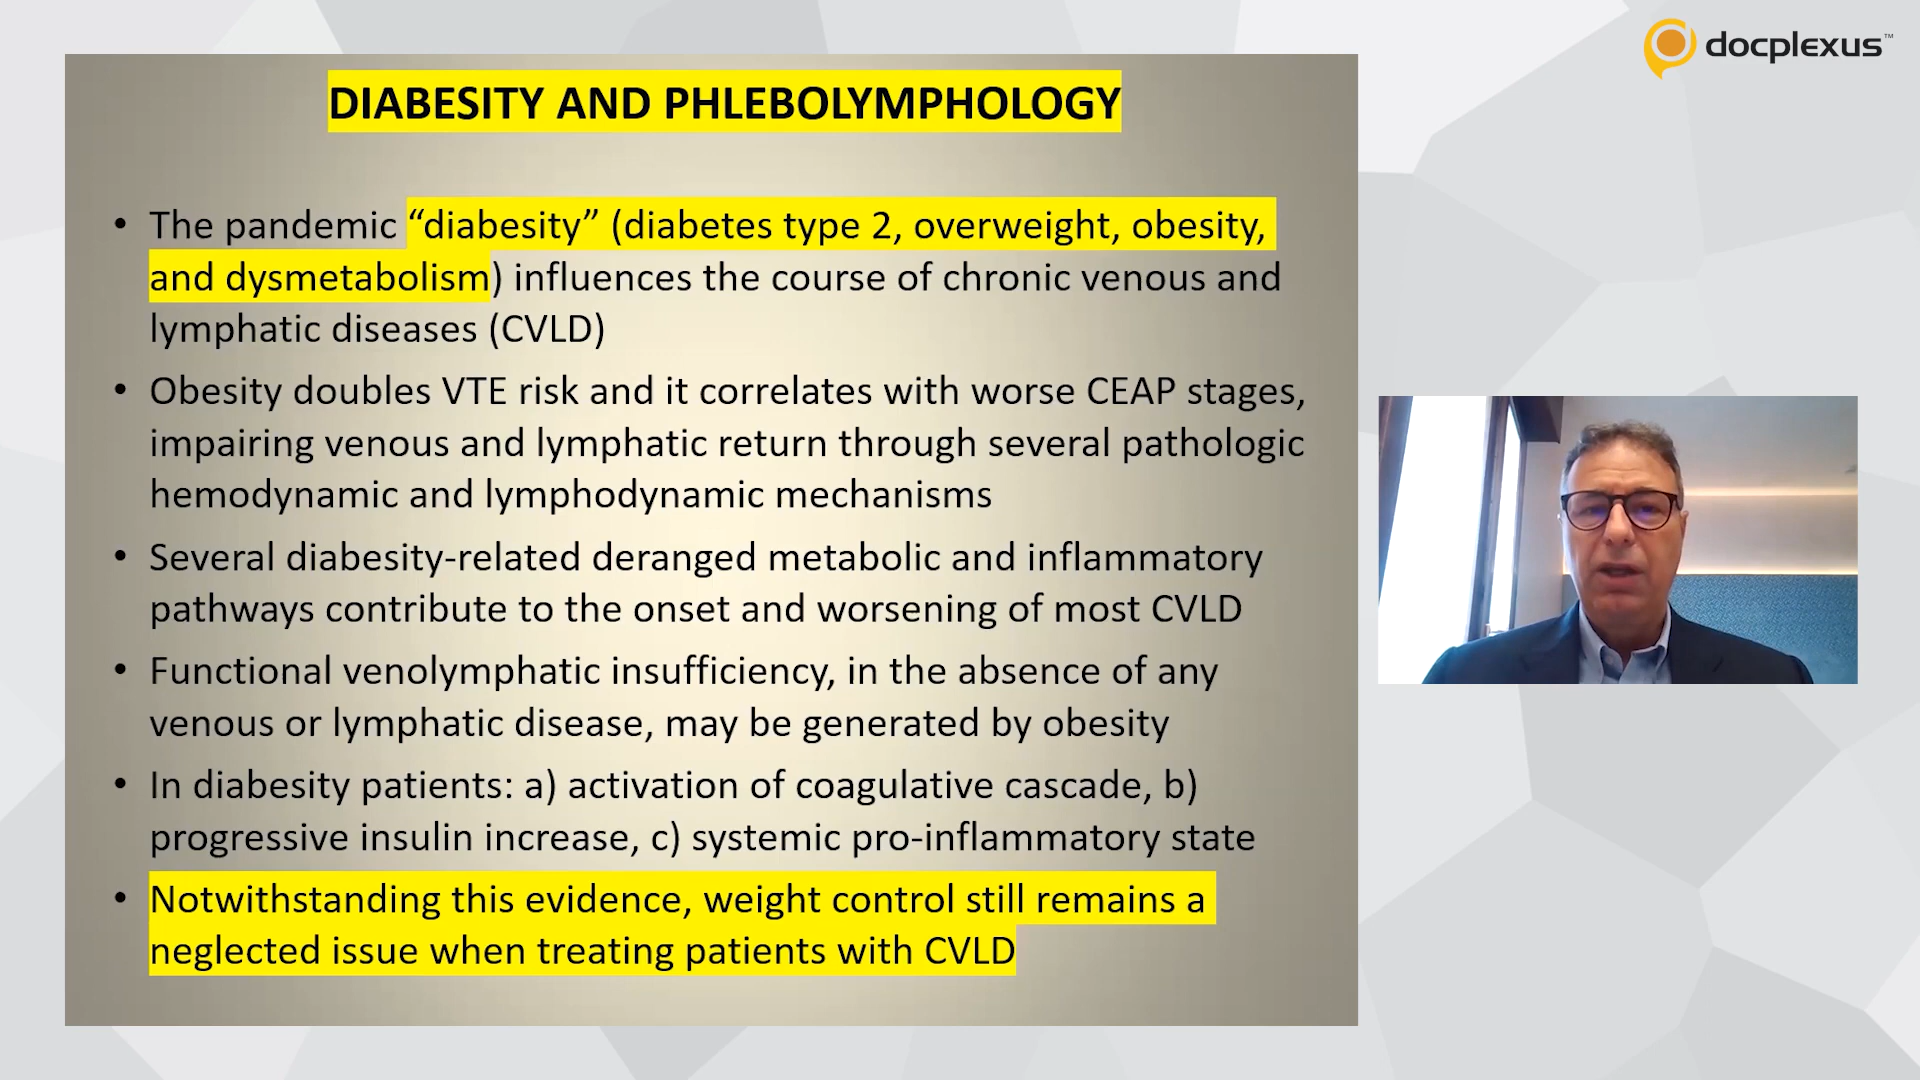 docplexus™
DIABESITY AND PHLEBOLYMPHOLOGY
• The pandemic “diabesity” (diabetes type 2, overweight, obesity,
and dysmetabolism) influences the course of chronic venous and
lymphatic diseases (CVLD)
• Obesity doubles VTE risk and it correlates with worse CEAP stages,
impairing venous and lymphatic return through several pathologic
hemodynamic and lymphodynamic mechanisms
• Several diabesity-related deranged metabolic and inflammatory
pathways contribute to the onset and worsening of most CVLD
• Functional venolymphatic insufficiency, in the absence of any
venous or lymphatic disease, may be generated by obesity
• In diabesity patients: a) activation of coagulative cascade, b)
progressive insulin increase, c) systemic pro-inflammatory state
• Notwithstanding this evidence, weight control still remains a
neglected issue when treating patients with CVLD